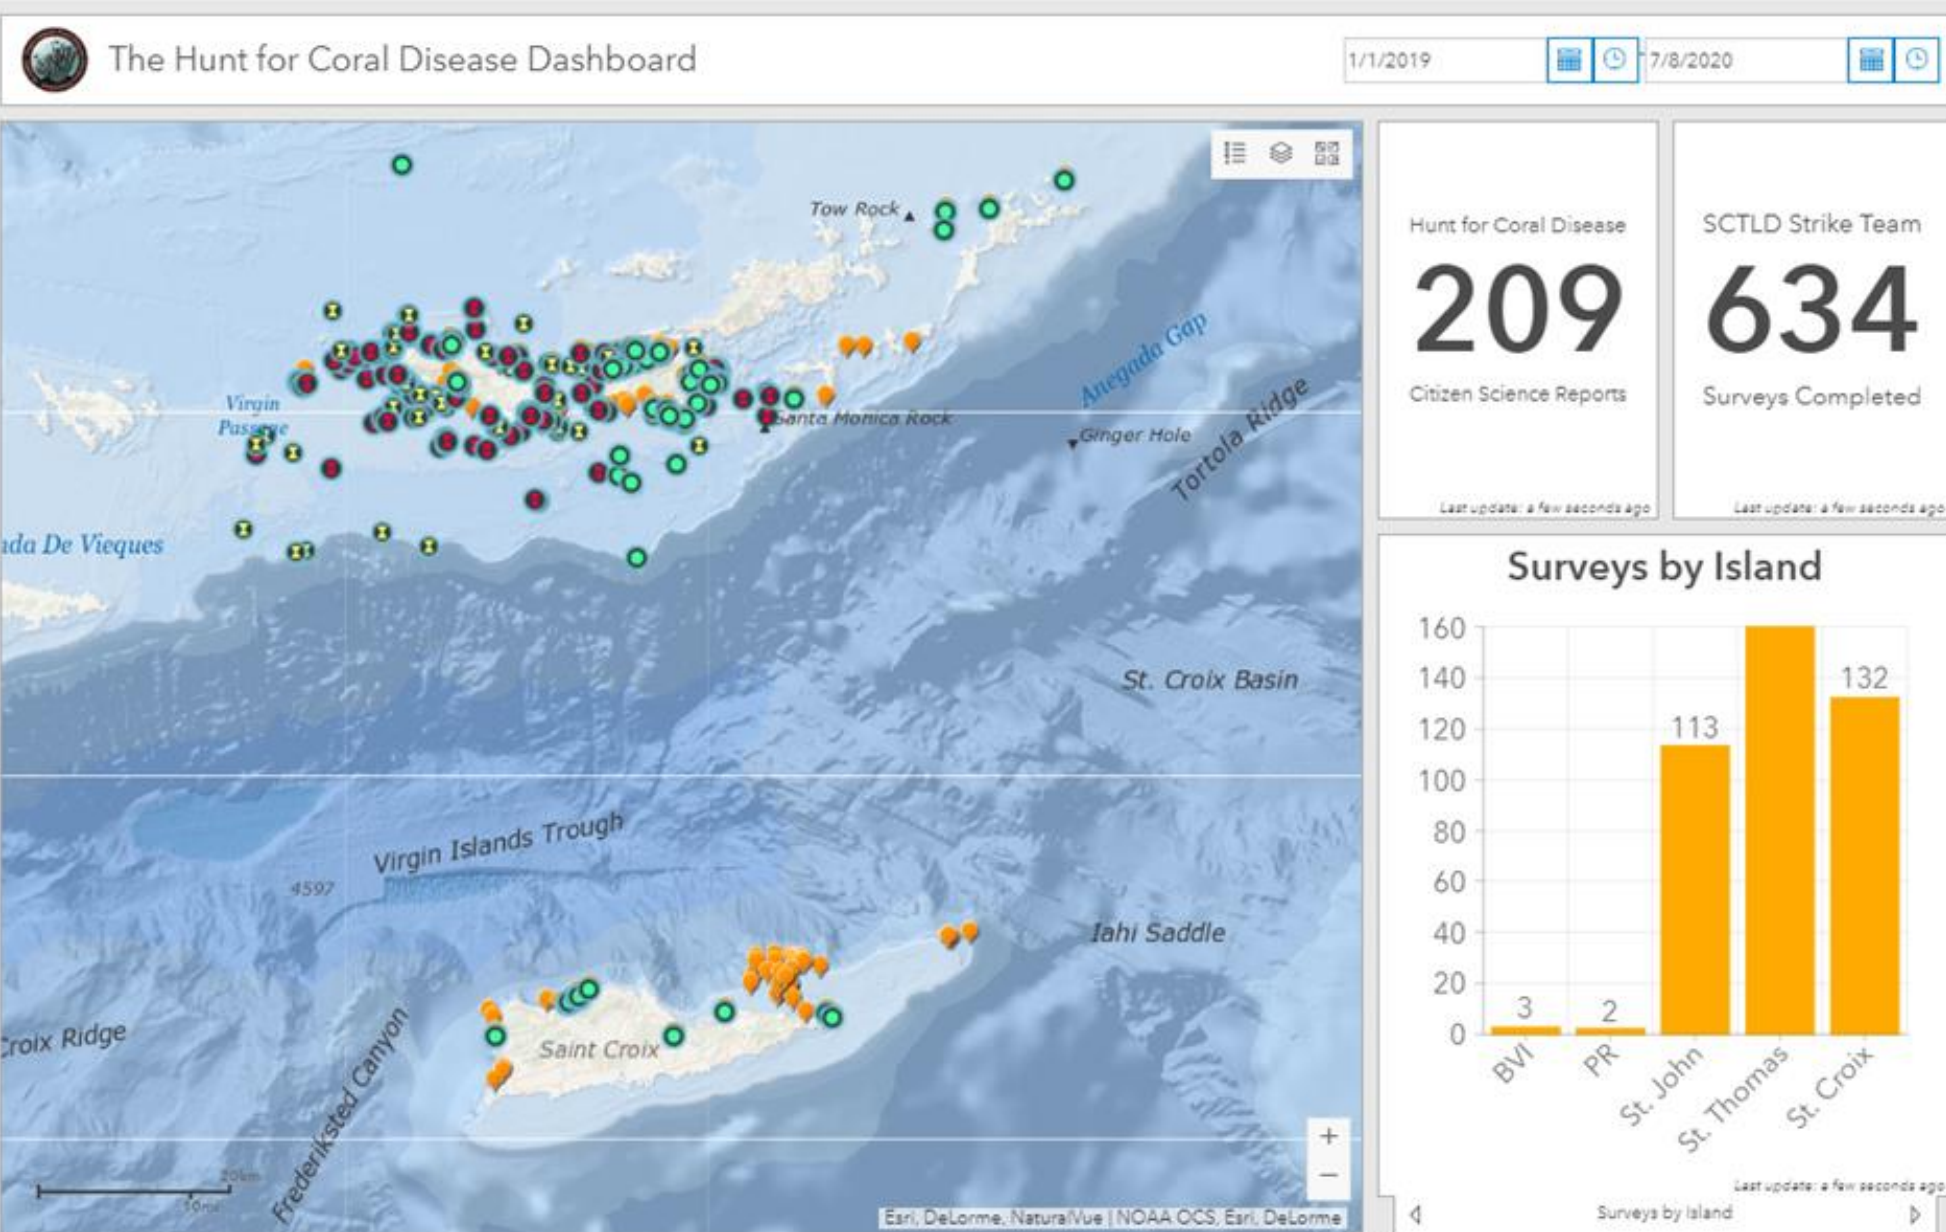 The Hunt for Coral Disease Dashboard
1/1/2019
-
7/8/2020
Tow Rock
Anegada Gap
Virgin
Passage
Santa Monica Rock
Ginger Hole
Tortola Ridge
nda De Vieques
St. Croix Basin
Virgin Islands Trough
4597
Iahi Saddle
Croix Ridge
Saint Croix
Frederiksted Canyon
20km
10mi
+
−
Esri, DeLorme, NaturalVue | NOAA OCS, Esri, DeLorme
Hunt for Coral Disease
209
Citizen Science Reports
Last update: a few seconds ago
SCTLD Strike Team
634
Surveys Completed
Last update: a few seconds ago
Surveys by Island
160
140
120
100
80
60
40
20
0
3
2
113
132
BVI
PR
St. John
St. Thomas
St. Croix
Last update: a few seconds ago
Surveys by Island